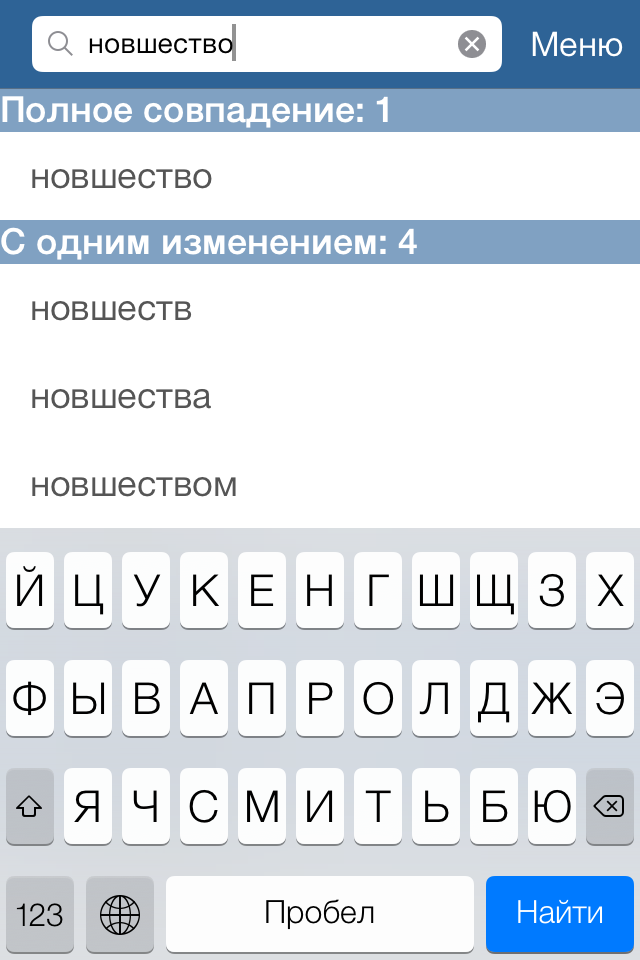 новшество Меню
Полное совпадение: 1
новшество
С одним изменением: 4
новшеств
новшества
новшеством
Й Ц У К Е Н Г Ш Щ З Х
Ф Ы В А П Р О Л Д Ж Э
Я Ч С М И Т Ь Б Ю
123 Пробел Найти